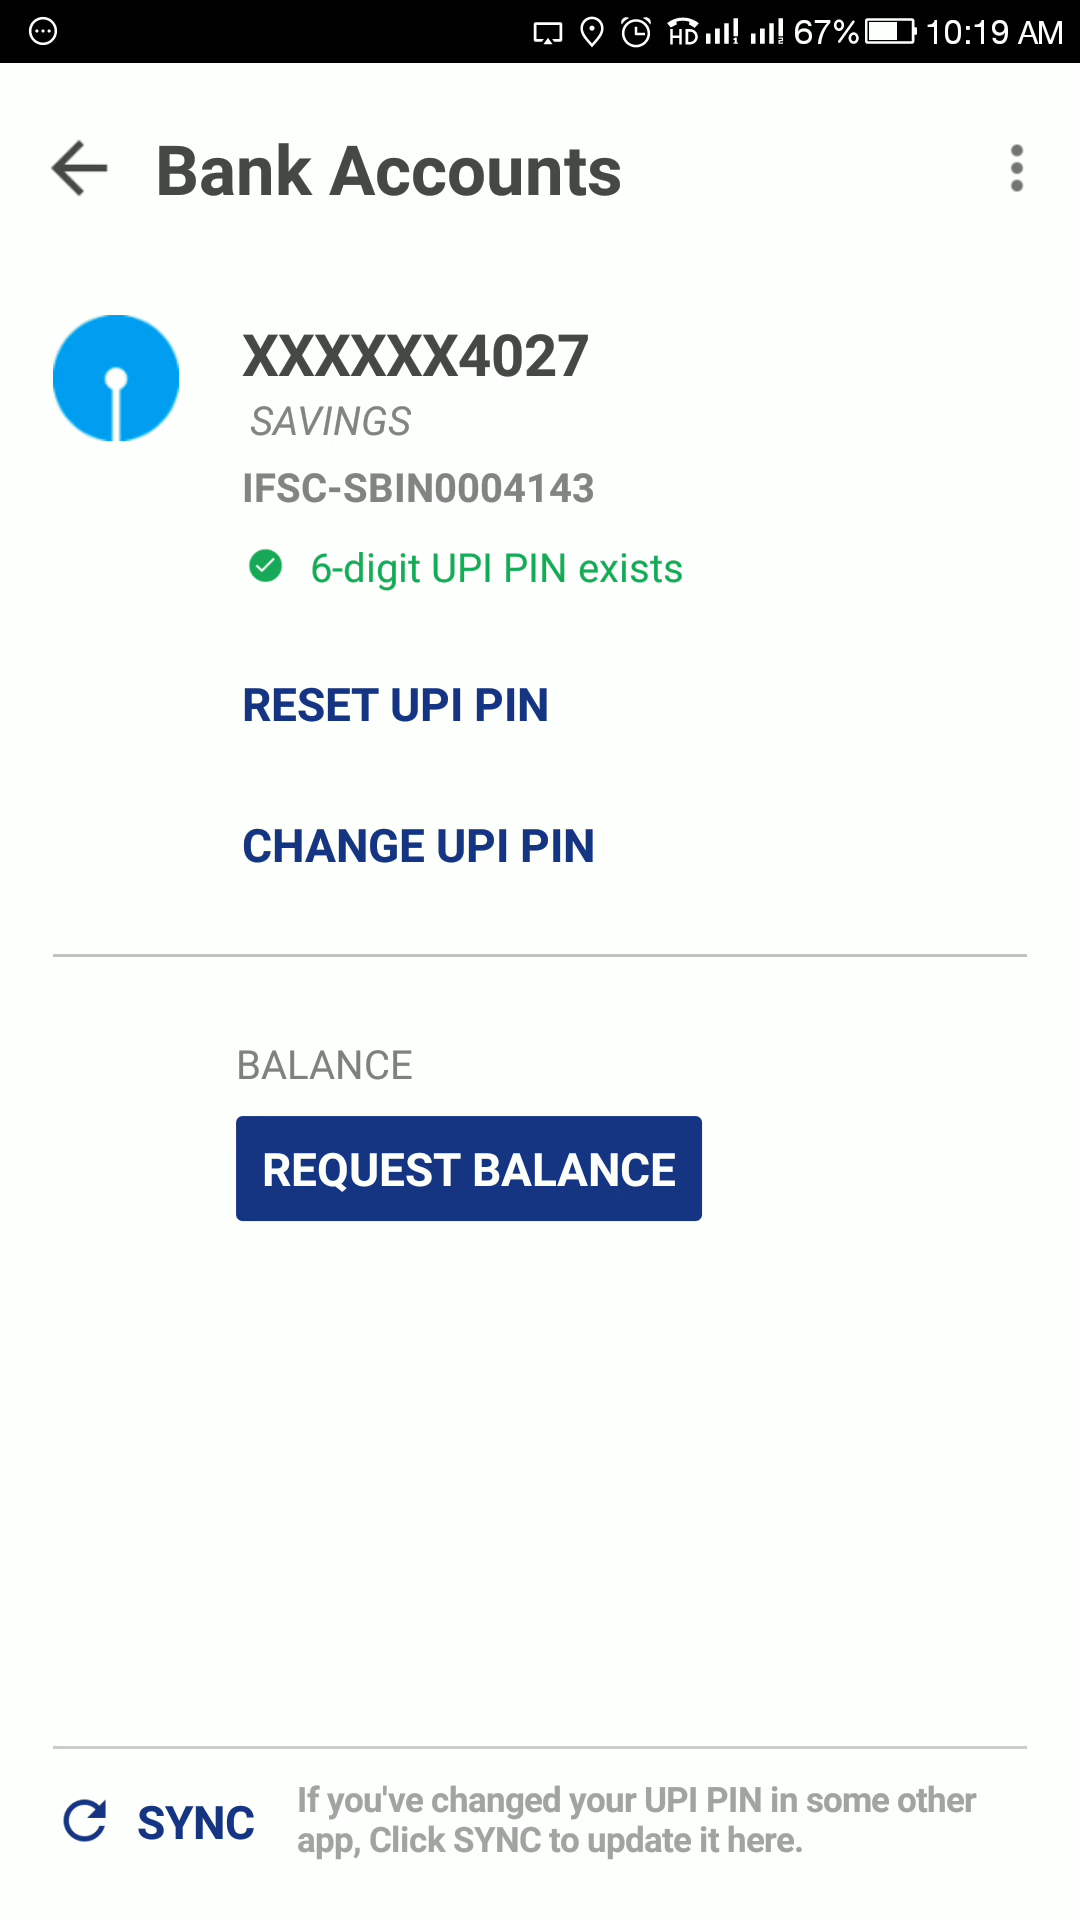 67% 10:19 AM
Bank Accounts
XXXXXX4027
SAVINGS
IFSC-SBIN0004143
6-digit UPI PIN exists
RESET UPI PIN
CHANGE UPI PIN
BALANCE
REQUEST BALANCE
SYNC
If you've changed your UPI PIN in some other
app, Click SYNC to update it here.